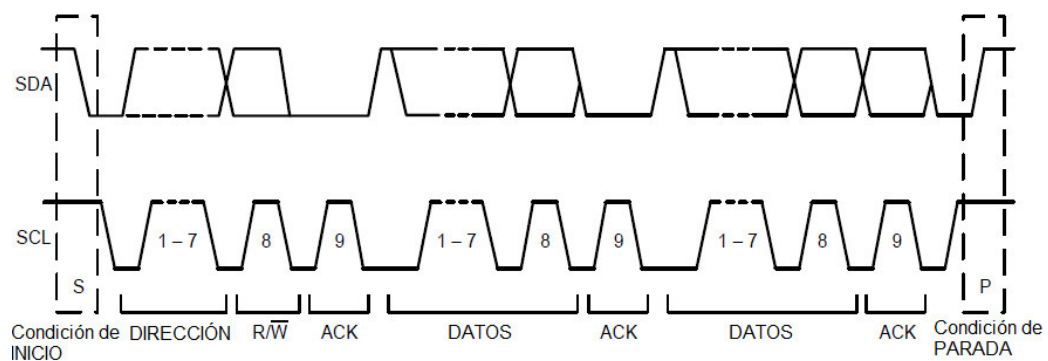 SDA
SCL
1 – 7
8
9
1 – 7
8
9
1 – 7
8
9
S
P
Condición de
INICIO
DIRECCIÓN
R/W̅
ACK
DATOS
ACK
DATOS
ACK
Condición de
PARADA